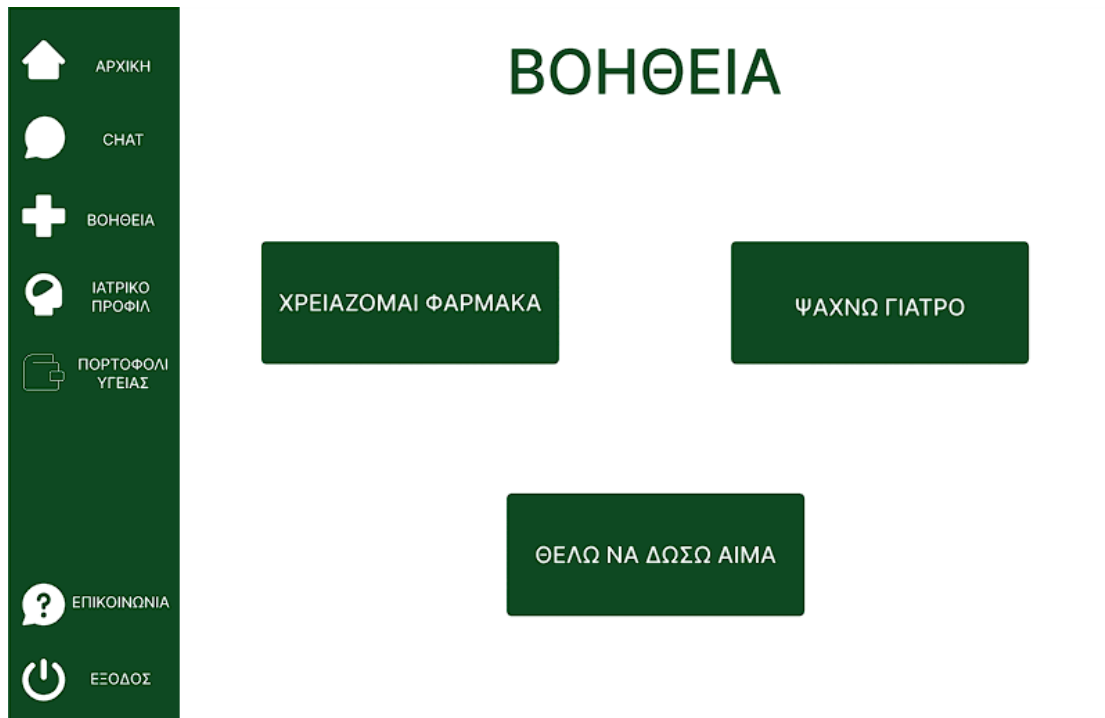 ΑΡΧΙΚΗ
CHAT
ΒΟΗΘΕΙΑ
ΙΑΤΡΙΚΟ
ΠΡΟΦΙΛ
ΠΟΡΤΟΦΟΛΙ
ΥΓΕΙΑΣ
ΕΠΙΚΟΙΝΩΝΙΑ
ΕΞΟΔΟΣ
ΒΟΗΘΕΙΑ
ΧΡΕΙΑΖΟΜΑΙ ΦΑΡΜΑΚΑ
ΨΑΧΝΩ ΓΙΑΤΡΟ
ΘΕΛΩ ΝΑ ΔΩΣΩ ΑΙΜΑ